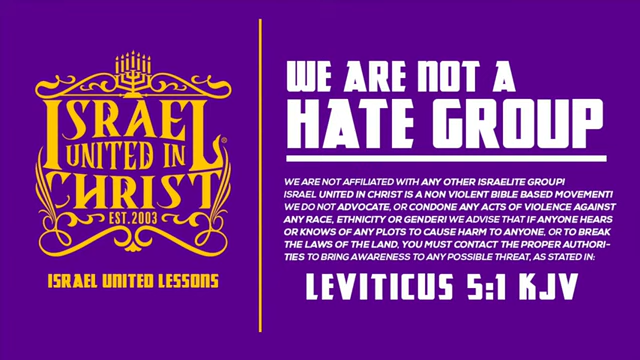 ISRAEL
UNITED IN
CHRIST
EST.2003
ISRAEL UNITED LESSONS
WE ARE NOT A
HATE GROUP
WE ARE NOT AFFILIATED WITH ANY OTHER ISRAELITE GROUP!
ISRAEL UNITED IN CHRIST IS A NON VIOLENT BIBLE BASED MOVEMENT!
WE DO NOT ADVOCATE, OR CONDONE ANY ACTS OF VIOLENCE AGAINST
ANY RACE, ETHNICITY OR GENDER! WE ADVISE THAT IF ANYONE HEARS
OR KNOWS OF ANY PLOTS TO CAUSE HARM TO ANYONE, OR TO BREAK
THE LAWS OF THE LAND, YOU MUST CONTACT THE PROPER AUTHORI-
TIES TO BRING AWARENESS TO ANY POSSIBLE THREAT, AS STATED IN:
LEVITICUS 5:1 KJV